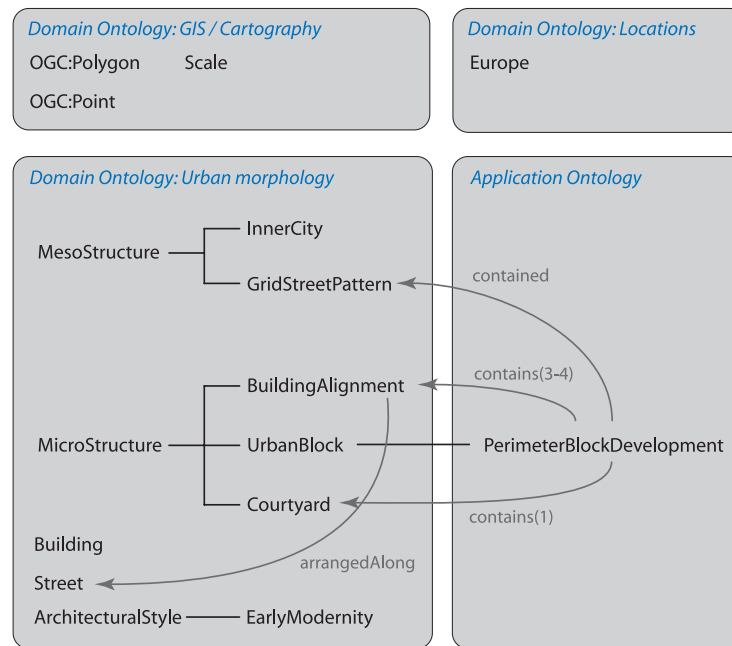 Domain Ontology: GIS / Cartography
OGC:Polygon Scale
OGC:Point
Domain Ontology: Locations
Europe
Domain Ontology: Urban morphology
InnerCity
MesoStructure
GridStreetPattern
BuildingAlignment
MicroStructure
UrbanBlock
Courtyard
Building
arrangedAlong
Street
ArchitecturalStyle
EarlyModernity
Application Ontology
contained
contains(3-4)
PerimeterBlockDevelopment
contains(1)